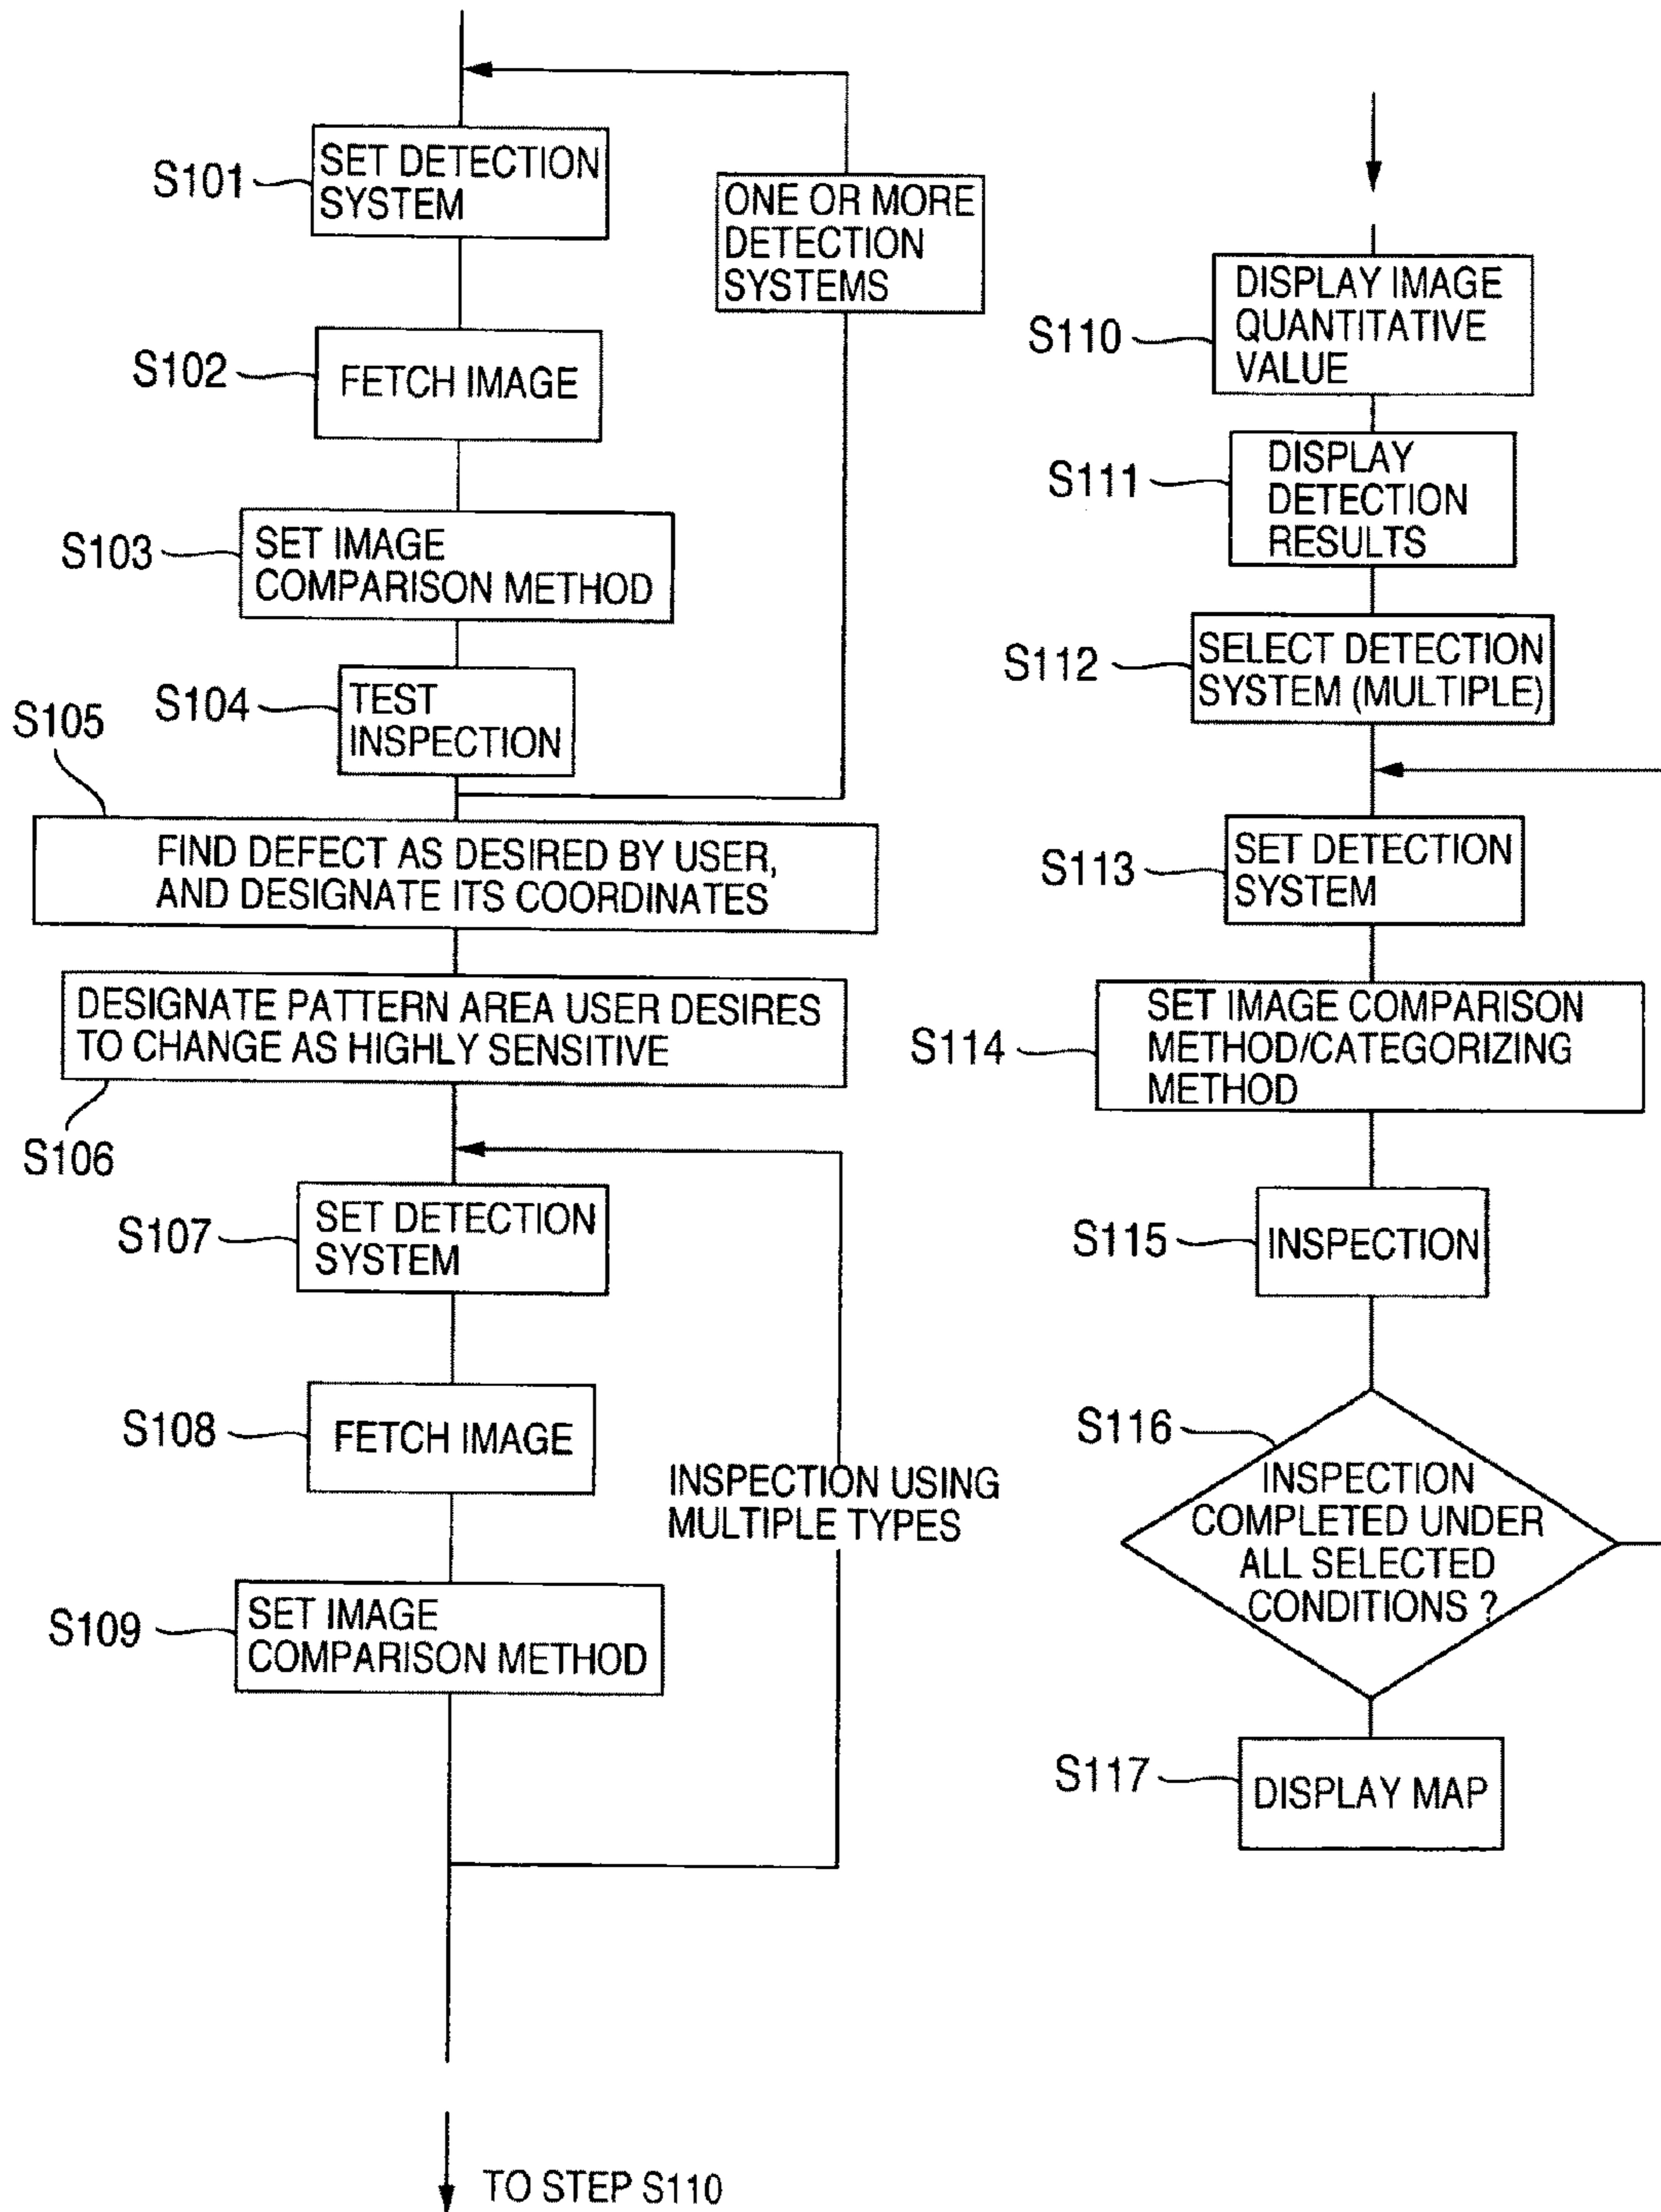 S101
SET DETECTION
SYSTEM
ONE OR MORE
DETECTION
SYSTEMS
S102
FETCH IMAGE
S103
SET IMAGE
COMPARISON METHOD
S104
TEST
INSPECTION
S105
FIND DEFECT AS DESIRED BY USER,
AND DESIGNATE ITS COORDINATES
DESIGNATE PATTERN AREA USER DESIRES
TO CHANGE AS HIGHLY SENSITIVE
S106
S107
SET DETECTION
SYSTEM
S108
FETCH IMAGE
INSPECTION USING
MULTIPLE TYPES
S109
SET IMAGE
COMPARISON METHOD
TO STEP S110
S110
DISPLAY IMAGE
QUANTITATIVE
VALUE
S111
DISPLAY
DETECTION
RESULTS
S112
SELECT DETECTION
SYSTEM (MULTIPLE)
S113
SET DETECTION
SYSTEM
S114
SET IMAGE COMPARISON
METHOD/CATEGORIZING
METHOD
S115
INSPECTION
S116
INSPECTION
COMPLETED UNDER
ALL SELECTED
CONDITIONS ?
S117
DISPLAY MAP